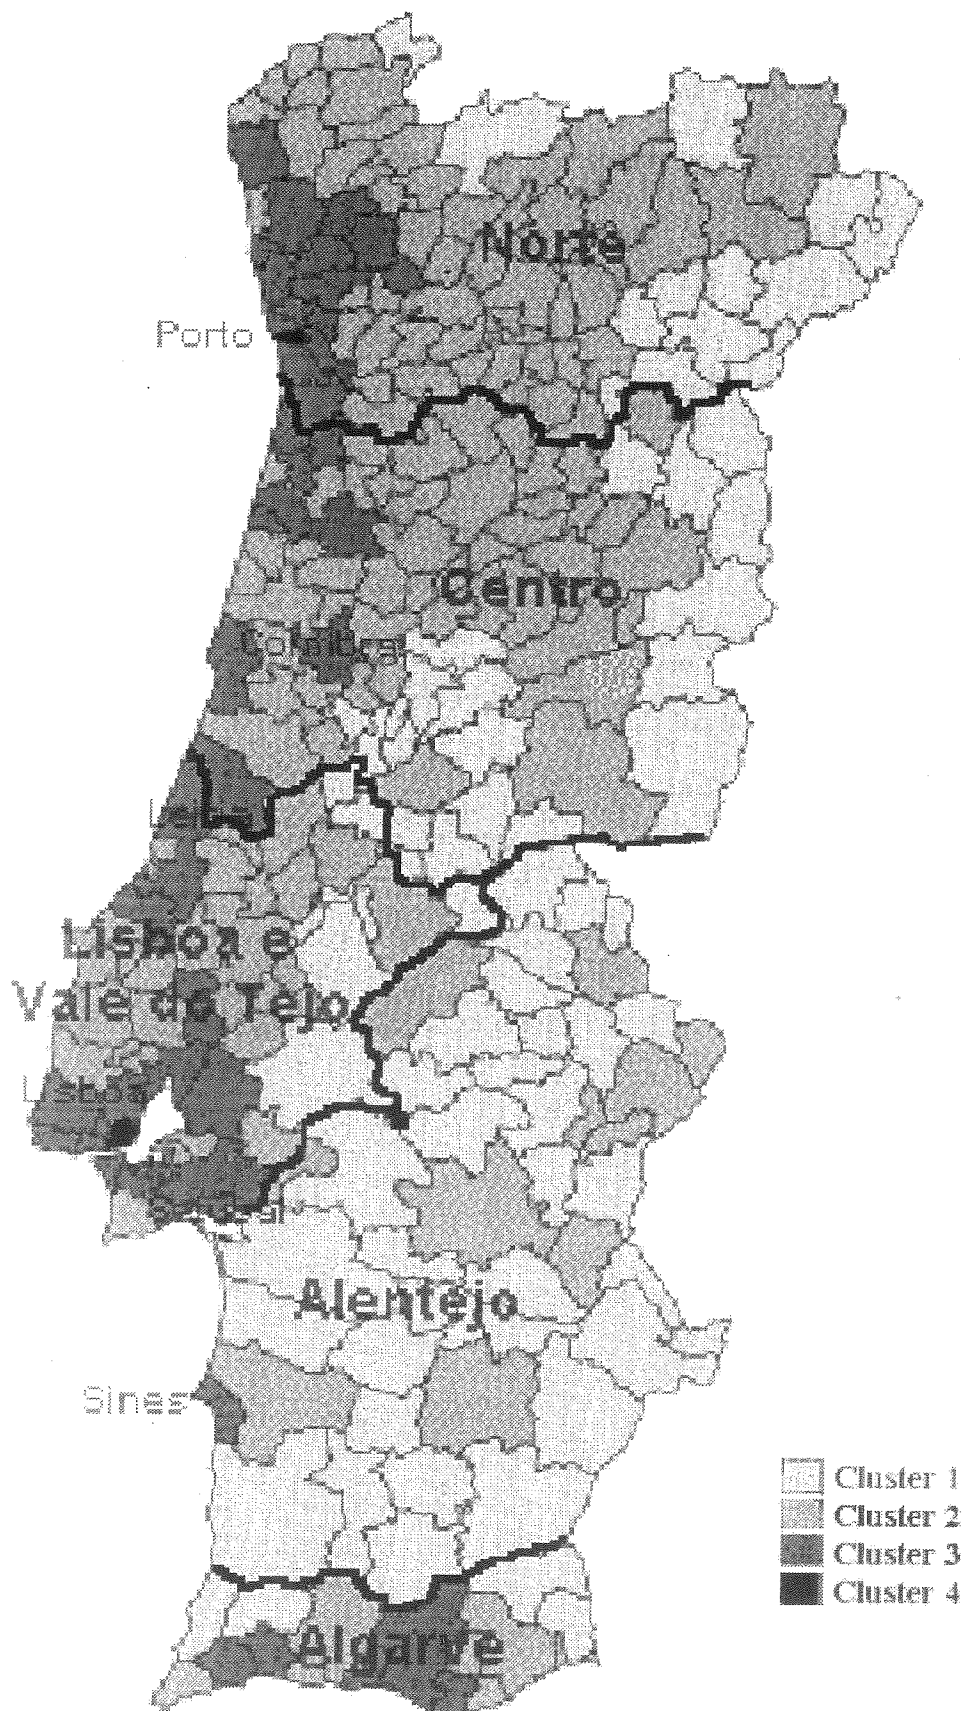 Norte
Porto
Centro
Coimbra
Leiria
Lisboa e
Vale do Tejo
Lisboa
Setúbal
Alentejo
Sines
Cluster 1
Cluster 2
Cluster 3
Cluster 4
Algarve